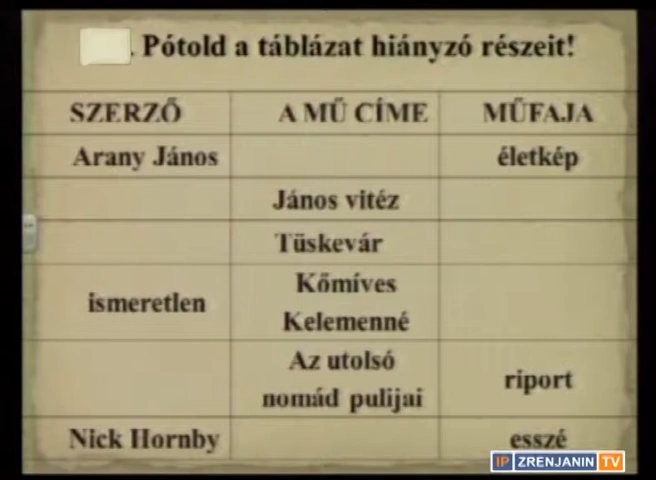 . Pótold a táblázat hiányzó részeit!
SZERZŐ A MŰ CÍME MŰFAJA
Arany János életkép
János vitéz
Tüskevár
ismeretlen Kőmíves
Kelemenné
Az utolsó
nomád pulijai riport
Nick Hornby esszé
IP ZRENJANIN TV